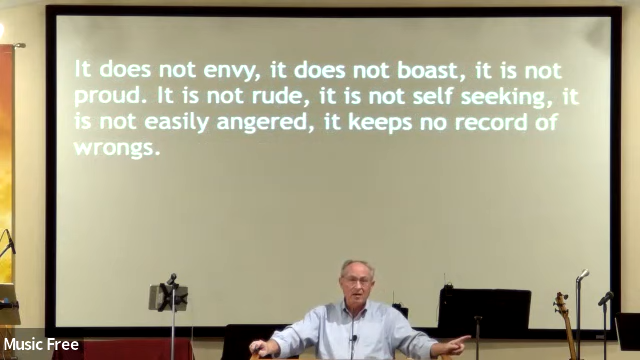 It does not envy, it does not boast, it is not
proud. It is not rude, it is not self seeking, it
is not easily angered, it keeps no record of
wrongs.
Music Free